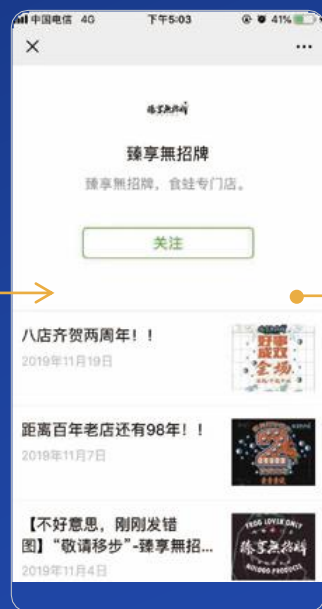 中国电信 4G 下午5:03 41%
臻享無招牌
臻享無招牌
臻享無招牌，食蛙专门店。
关注
八店齐贺两周年！！
2019年11月19日
好事
成双
全场
距离百年老店还有98年！！
2019年11月7日
【不好意思，刚刚发错
图】“敬请移步”-臻享無招...
2019年11月4日
FROG LOVER ONLY
臻享無招牌
NOLOGO PRODUCTS